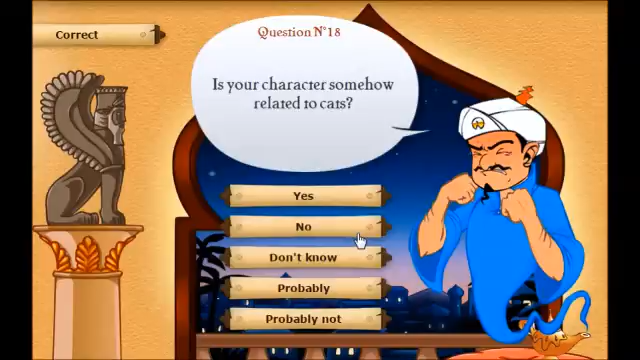 Correct
Question N°18
Is your character somehow
related to cats?
Yes
No
Don't know
Probably
Probably not